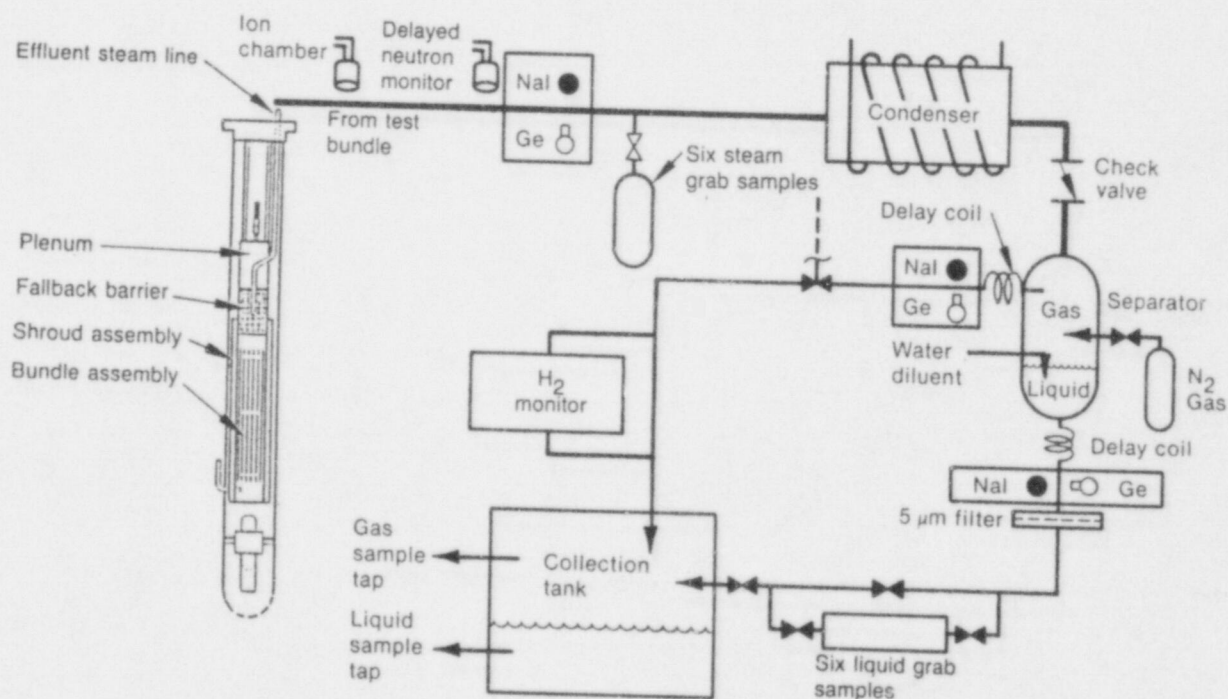 Ion
chamber
Delayed
neutron
monitor
Effluent steam line
NaI
Ge
From test
bundle
Condenser
Six steam
grab samples
Check
valve
Delay coil
Plenum
Fallback barrier
Shroud assembly
Bundle assembly
NaI
Ge
Gas
Separator
Water
diluent
Liquid
N2
Gas
H2
monitor
Delay coil
NaI
Ge
5 μm filter
Gas
sample
tap
Collection
tank
Liquid
sample
tap
Six liquid grab
samples